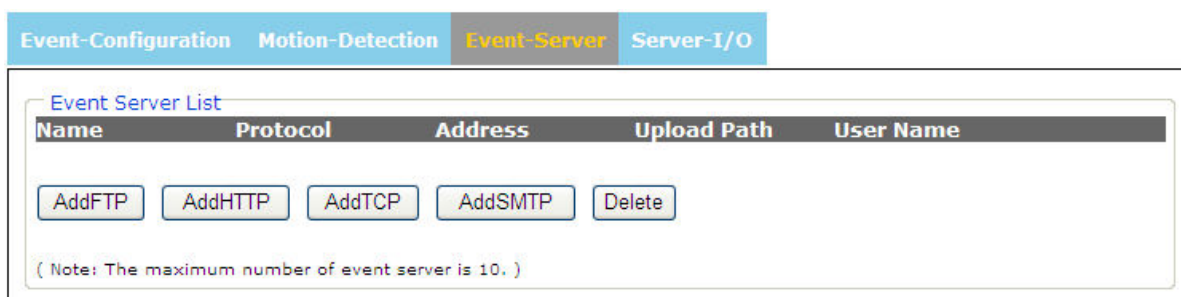 Event-Configuration Motion-Detection Event-Server Server-I/O
Event Server List
Name Protocol Address Upload Path User Name
AddFTP AddHTTP AddTCP AddSMTP Delete
( Note: The maximum number of event server is 10. )